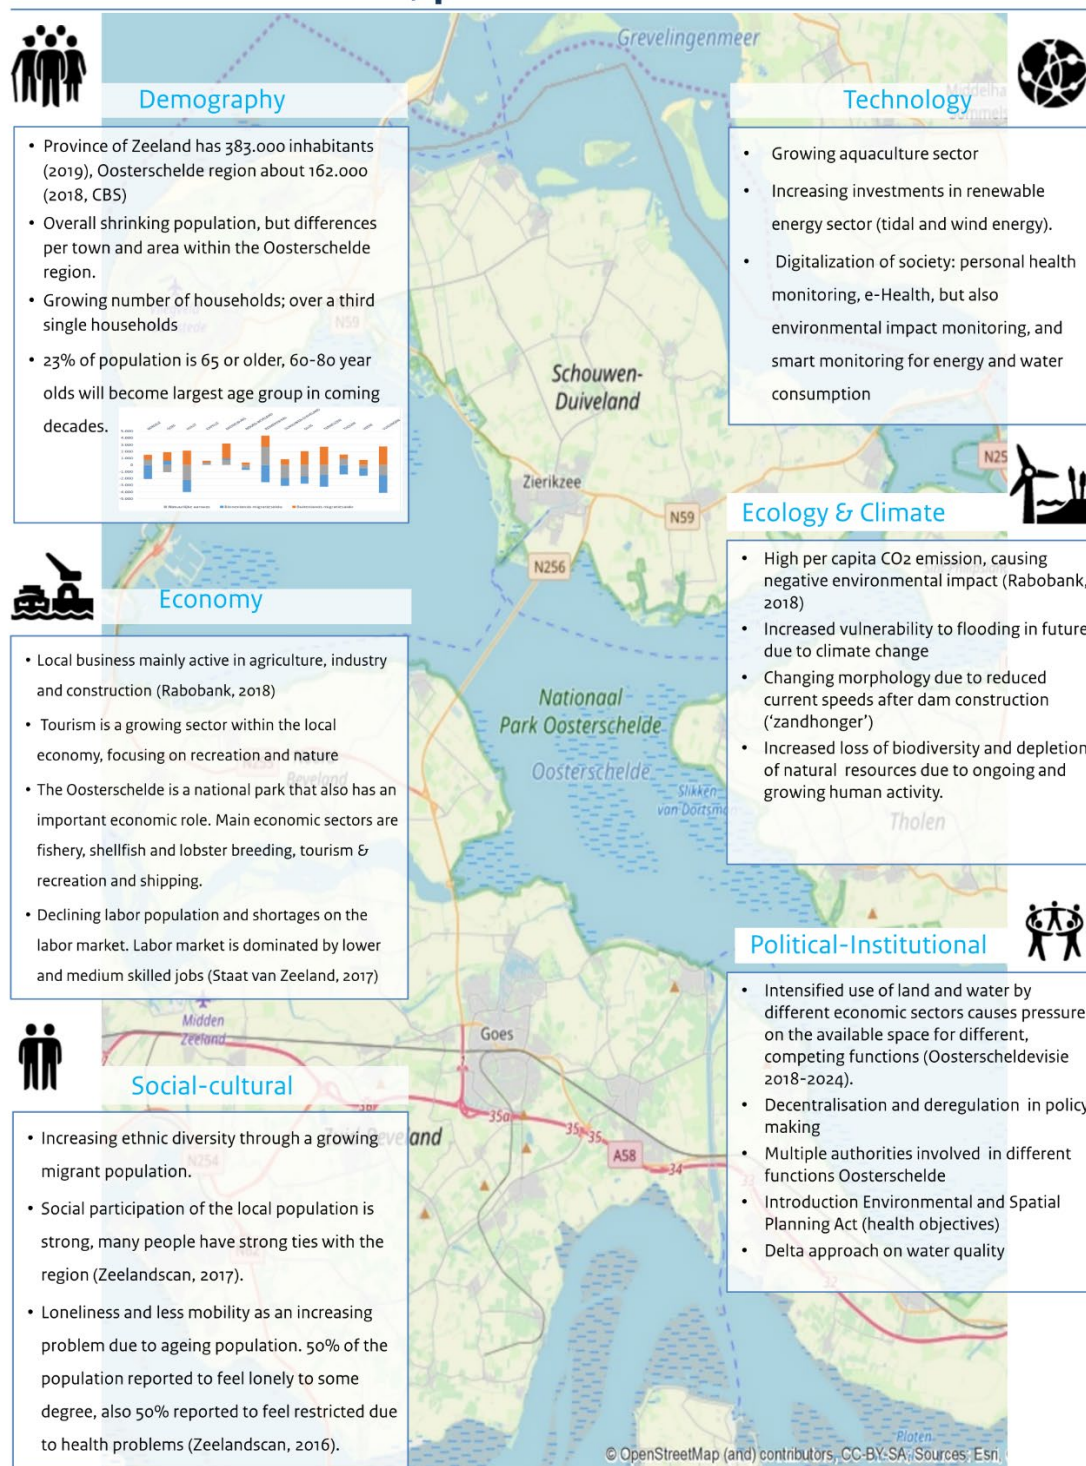 Demography
• Province of Zeeland has 383.000 inhabitants
(2019), Oosterschelde region about 162.000
(2018, CBS)
• Overall shrinking population, but differences
per town and area within the Oosterschelde
region.
• Growing number of households; over a third
single households
• 23% of population is 65 or older, 60-80 year
olds will become largest age group in coming
decades.
Economy
• Local business mainly active in agriculture, industry
and construction (Rabobank, 2018)
• Tourism is a growing sector within the local
economy, focusing on recreation and nature
• The Oosterschelde is a national park that also has an
important economic role. Main economic sectors are
fishery, shellfish and lobster breeding, tourism &
recreation and shipping.
• Declining labor population and shortages on the
labor market. Labor market is dominated by lower
and medium skilled jobs (Staat van Zeeland, 2017)
Social-cultural
• Increasing ethnic diversity through a growing
migrant population.
• Social participation of the local population is
strong, many people have strong ties with the
region (Zeelandscan, 2017).
• Loneliness and less mobility as an increasing
problem due to ageing population. 50% of the
population reported to feel lonely to some
degree, also 50% reported to feel restricted due
to health problems (Zeelandscan, 2016).
Technology
• Growing aquaculture sector
• Increasing investments in renewable
energy sector (tidal and wind energy).
• Digitalization of society: personal health
monitoring, e-Health, but also
environmental impact monitoring, and
smart monitoring for energy and water
consumption
Ecology & Climate
• High per capita CO2 emission, causing
negative environmental impact (Rabobank,
2018)
• Increased vulnerability to flooding in future
due to climate change
• Changing morphology due to reduced
current speeds after dam construction
('zandhonger')
• Increased loss of biodiversity and depletion
of natural resources due to ongoing and
growing human activity.
Political-Institutional
• Intensified use of land and water by
different economic sectors causes pressure
on the available space for different,
competing functions (Oosterscheldevisie
2018-2024).
• Decentralisation and deregulation in policy
making
• Multiple authorities involved in different
functions Oosterschelde
• Introduction Environmental and Spatial
Planning Act (health objectives)
• Delta approach on water quality
Grevelingenmeer
N59
Schouwen-
Duiveland
Zierikzee
N59
N25
N256
Nationaal
Park Oosterschelde
Oosterschelde
Slikken
van Dortsman
Tholen
Beveland
Midden
Zeeland
Goes
35a
35
35
A58
34
33
32
N254
N62
Zuid-Beveland
Platen
© OpenStreetMap (and) contributors, CC-BY-SA, Sources: Esri,